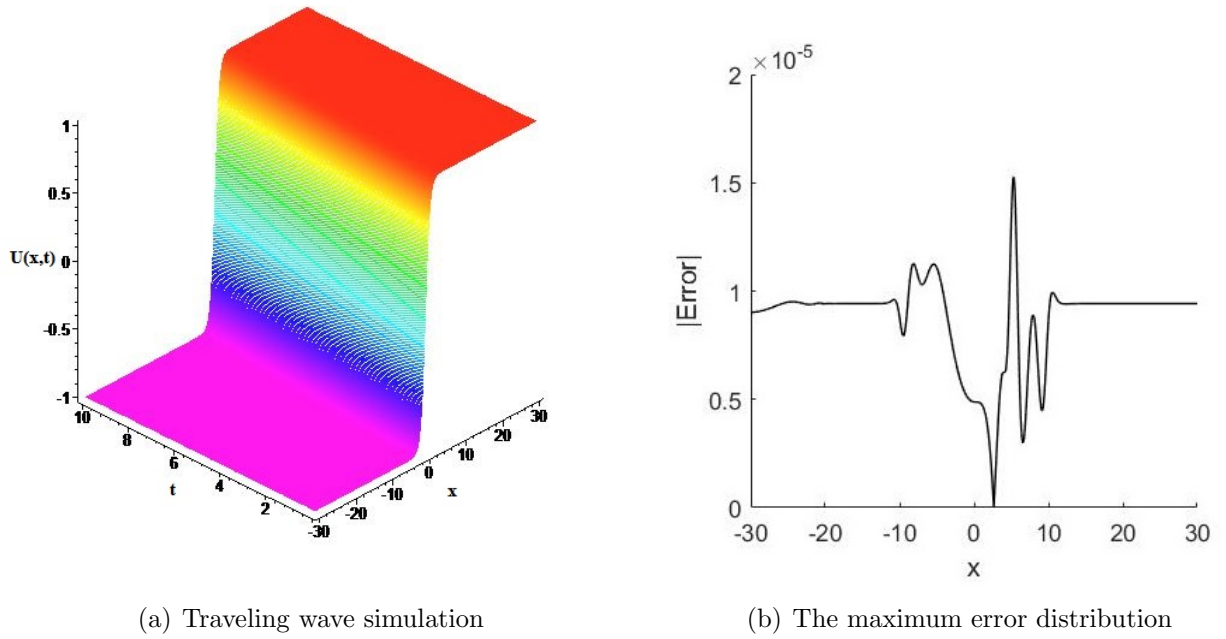 1
0.5
U(x,t) 0
-0.5
-1
10
8
6
4
2
t
-30
-20
-10
0
10
20
30
x
×10-5
2
1.5
1
0.5
0
|Error|
-30 -20 -10 0 10 20 30
x
(a) Traveling wave simulation
(b) The maximum error distribution